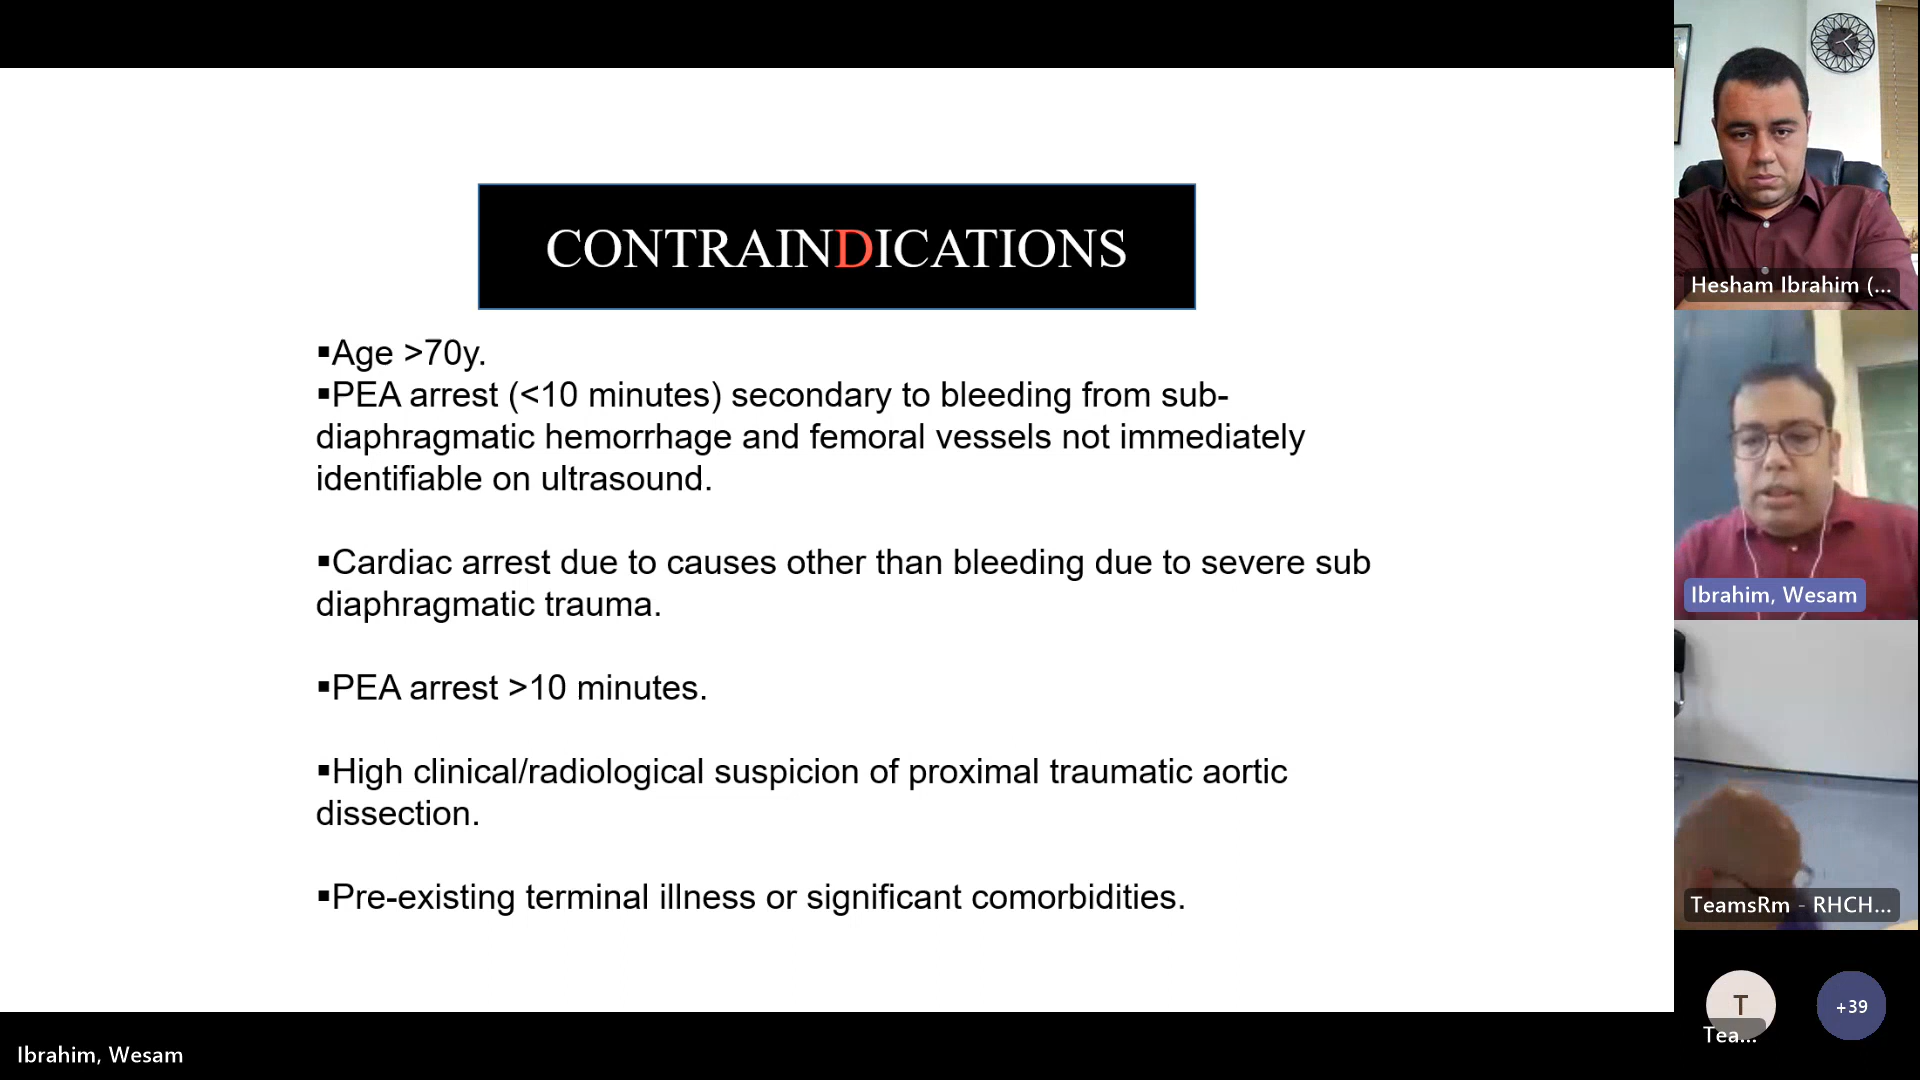 CONTRAINDICATIONS
▪Age >70y.
▪PEA arrest (<10 minutes) secondary to bleeding from sub-
diaphragmatic hemorrhage and femoral vessels not immediately
identifiable on ultrasound.
▪Cardiac arrest due to causes other than bleeding due to severe sub
diaphragmatic trauma.
▪PEA arrest >10 minutes.
▪High clinical/radiological suspicion of proximal traumatic aortic
dissection.
▪Pre-existing terminal illness or significant comorbidities.
Hesham Ibrahim (...
Ibrahim, Wesam
TeamsRm - RHCH...
T
Tea...
+39
Ibrahim, Wesam